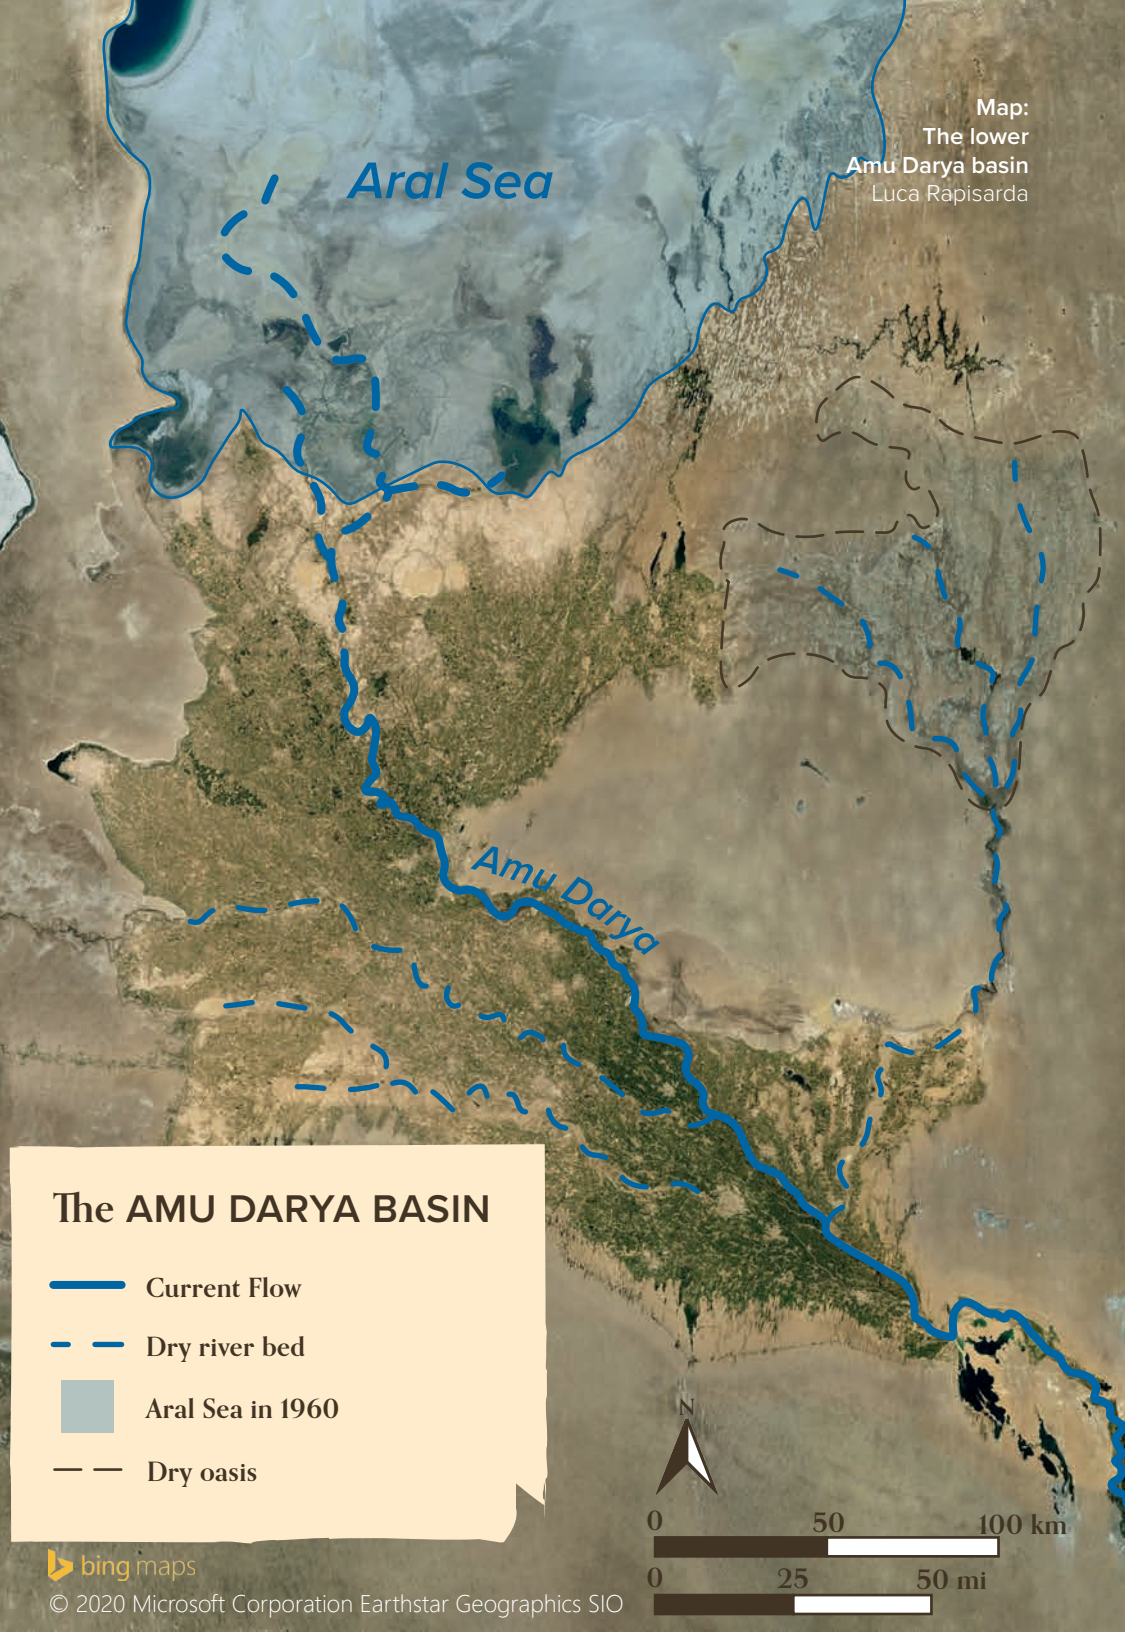 Map:
The lower
Amu Darya basin
Luca Rapisarda
Aral Sea
Amu Darya
The AMU DARYA BASIN
Current Flow
Dry river bed
Aral Sea in 1960
Dry oasis
N
0 50 100 km
0 25 50 mi
bing maps
© 2020 Microsoft Corporation Earthstar Geographics SIO